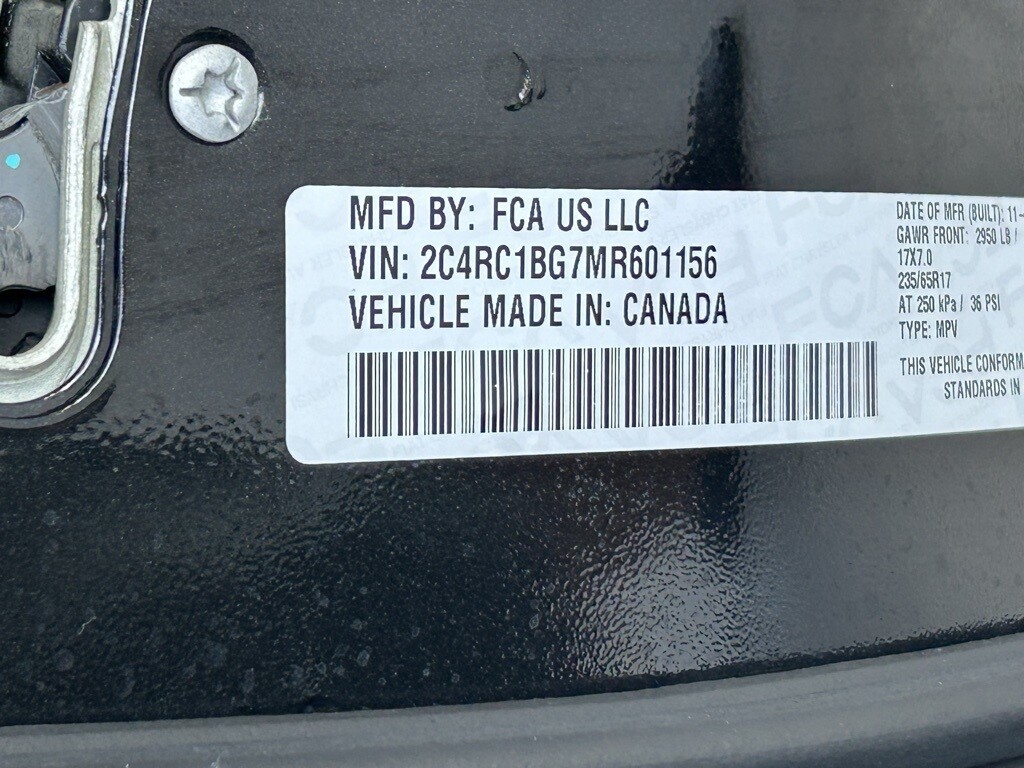 MFD BY: FCA US LLC
VIN: 2C4RC1BG7MR601156
VEHICLE MADE IN: CANADA
DATE OF MFR (BUILT): 11-
GAWR FRONT: 2950 LB /
17X7.0
235/65R17
AT 250 kPa / 36 PSI
TYPE: MPV
THIS VEHICLE CONFORM
STANDARDS IN